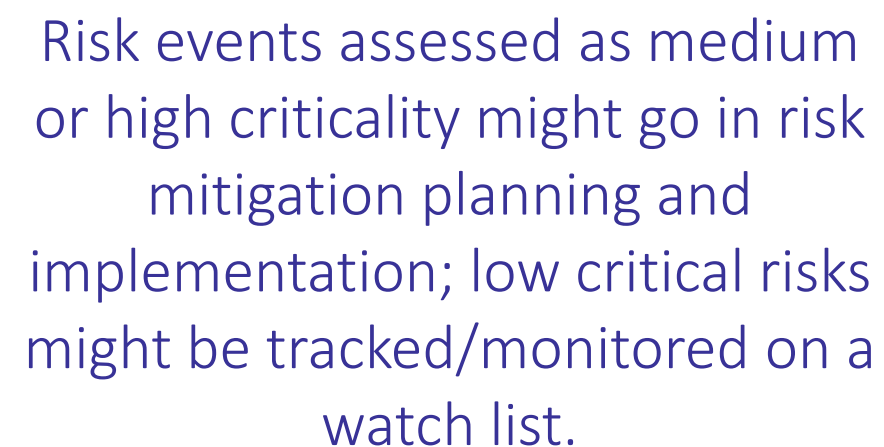 Risk events assessed as medium
or high criticality might go in risk
mitigation planning and
implementation; low critical risks
might be tracked/monitored on a
watch list.